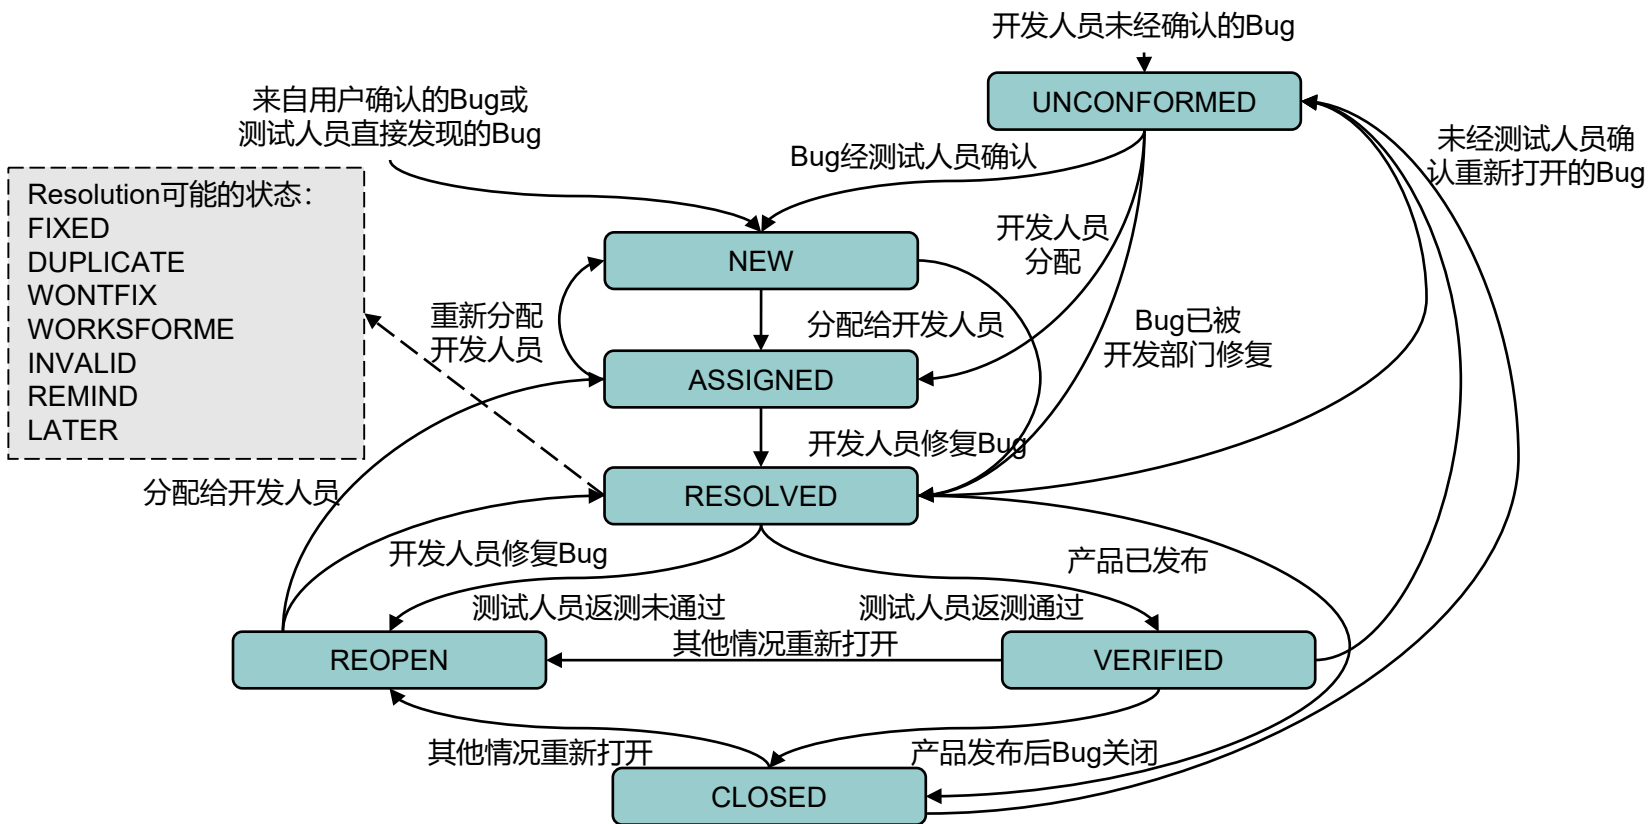 开发人员未经确认的Bug
UNCONFORMED
来自用户确认的Bug或
测试人员直接发现的Bug
未经测试人员确
认重新打开的Bug
Bug经测试人员确认
Resolution可能的状态：
FIXED
DUPLICATE
WONTFIX
WORKSFORME
INVALID
REMIND
LATER
NEW
开发人员
分配
重新分配
开发人员
分配给开发人员
Bug已被
开发部门修复
ASSIGNED
开发人员修复Bug
分配给开发人员
RESOLVED
开发人员修复Bug
产品已发布
测试人员返测未通过
测试人员返测通过
REOPEN
其他情况重新打开
VERIFIED
其他情况重新打开
产品发布后Bug关闭
CLOSED